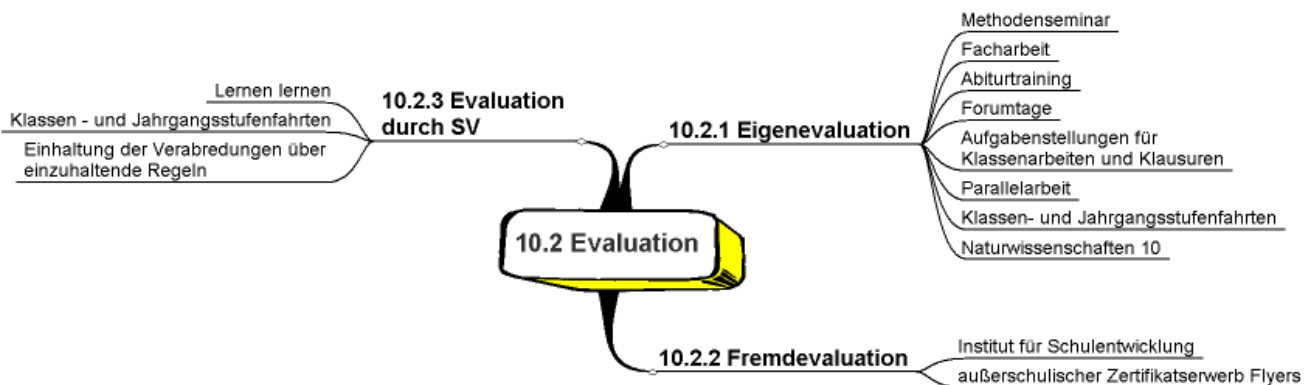 10.2 Evaluation
10.2.1 Eigenevaluation
Methodenseminar
Facharbeit
Abiturtraining
Forumtage
Aufgabenstellungen für
Klassenarbeiten und Klausuren
Parallelarbeit
Klassen- und Jahrgangsstufenfahrten
Naturwissenschaften 10
10.2.2 Fremdevaluation
Institut für Schulentwicklung
außerschulischer Zertifikatserwerb Flyers
10.2.3 Evaluation
durch SV
Lernen lernen
Klassen - und Jahrgangsstufenfahrten
Einhaltung der Verabredungen über
einzuhaltende Regeln